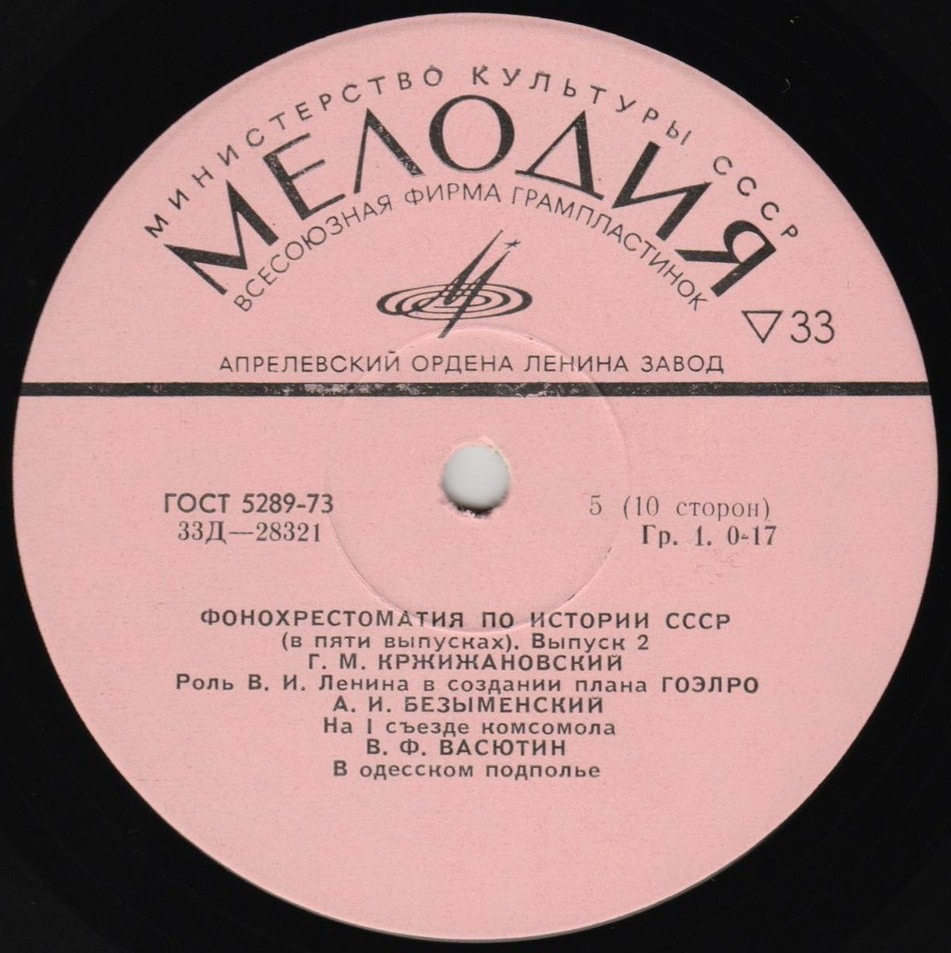 МИНИСТЕРСТВО КУЛЬТУРЫ СССР
МЕЛОДИЯ
ВСЕСОЮЗНАЯ ФИРМА ГРАМПЛАСТИНОК
33
АПРЕЛЕВСКИЙ ОРДЕНА ЛЕНИНА ЗАВОД
ГОСТ 5289-73
33Д—28321
5 (10 сторон)
Гр. 1. 0-17
ФОНОХРЕСТОМАТИЯ ПО ИСТОРИИ СССР
(в пяти выпусках). Выпуск 2
Г. М. КРЖИЖАНОВСКИЙ
Роль В. И. Ленина в создании плана ГОЭЛРО
А. И. БЕЗЫМЕНСКИЙ
На I съезде комсомола
В. Ф. ВАСЮТИН
В одесском подполье